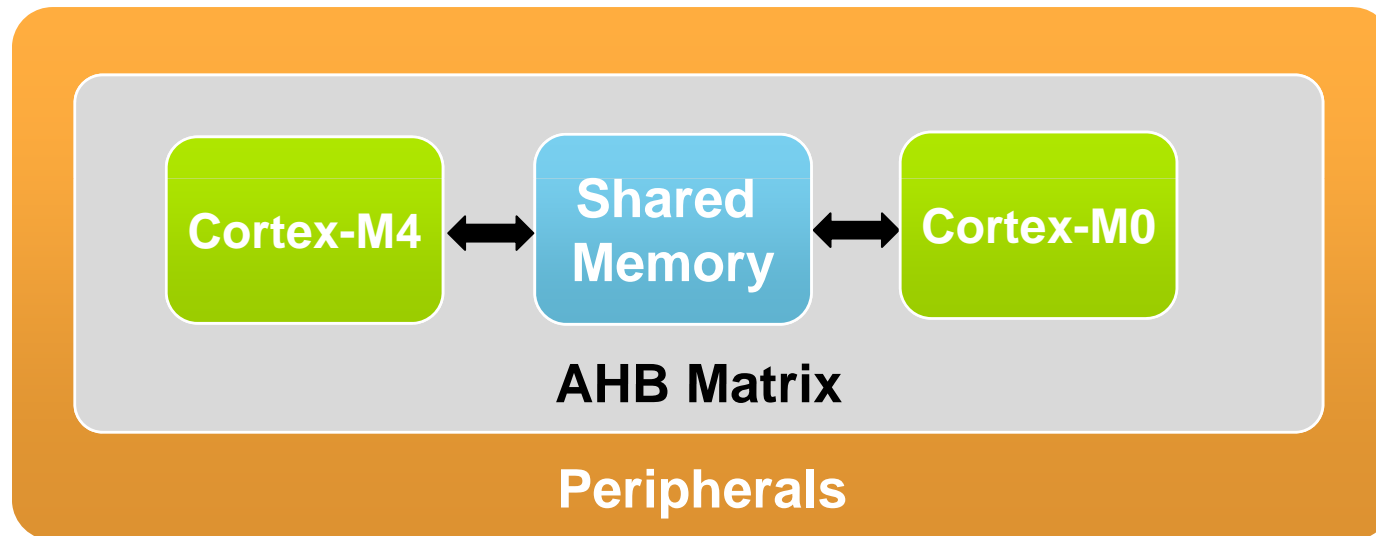 Cortex-M4
Shared
Memory
Cortex-M0
AHB Matrix
Peripherals